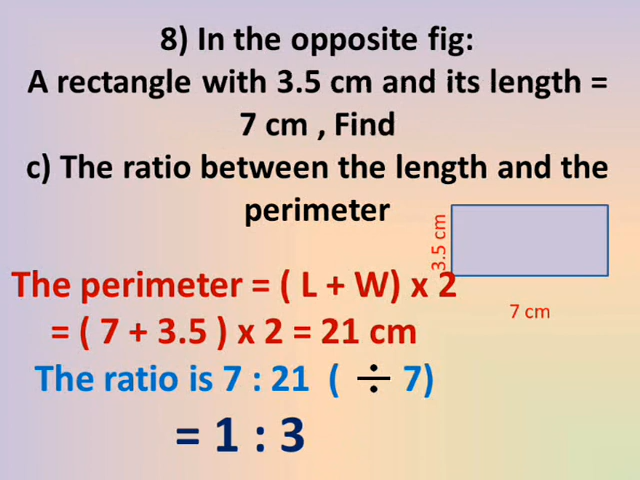 8) In the opposite fig:
A rectangle with 3.5 cm and its length =
7 cm , Find
c) The ratio between the length and the
perimeter
3.5 cm
The perimeter = ( L + W) x 2
7 cm
= ( 7 + 3.5 ) x 2 = 21 cm
The ratio is 7 : 21 ( ÷ 7)
= 1 : 3